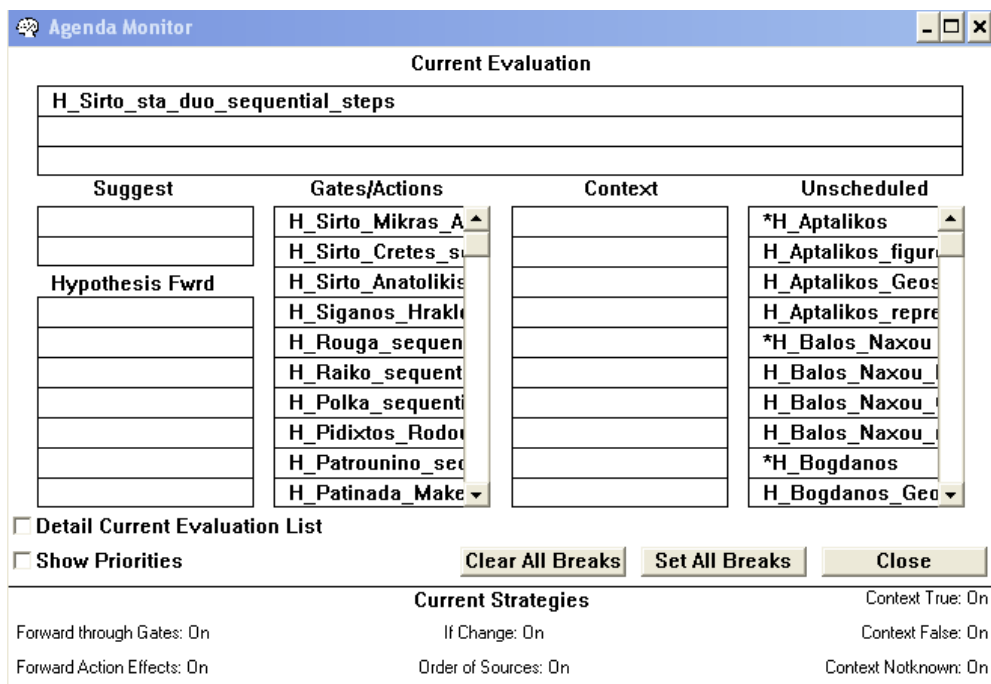 Agenda Monitor
Current Evaluation
H_Sirto_sta_duo_sequential_steps
Suggest
Gates/Actions
Context
Unscheduled
H_Sirto_Mikras_A
H_Sirto_Cretes_s
H_Sirto_Anatolikis
H_Siganos_Hrakl
H_Rouga_sequen
H_Raiko_sequent
H_Polka_sequenti
H_Pidixtos_Rodo
H_Patrounino_sec
H_Patinada_Make
*H_Aptalikos
H_Aptalikos_figur
H_Aptalikos_Geos
H_Aptalikos_repre
*H_Balos_Naxou
H_Balos_Naxou_
H_Balos_Naxou_
H_Balos_Naxou_
*H_Bogdanos
H_Bogdanos_Geo
Hypothesis Fwrd
Detail Current Evaluation List
Show Priorities
Clear All Breaks
Set All Breaks
Close
Current Strategies
Context True: On
Forward through Gates: On
If Change: On
Context False: On
Forward Action Effects: On
Order of Sources: On
Context Notknown: On